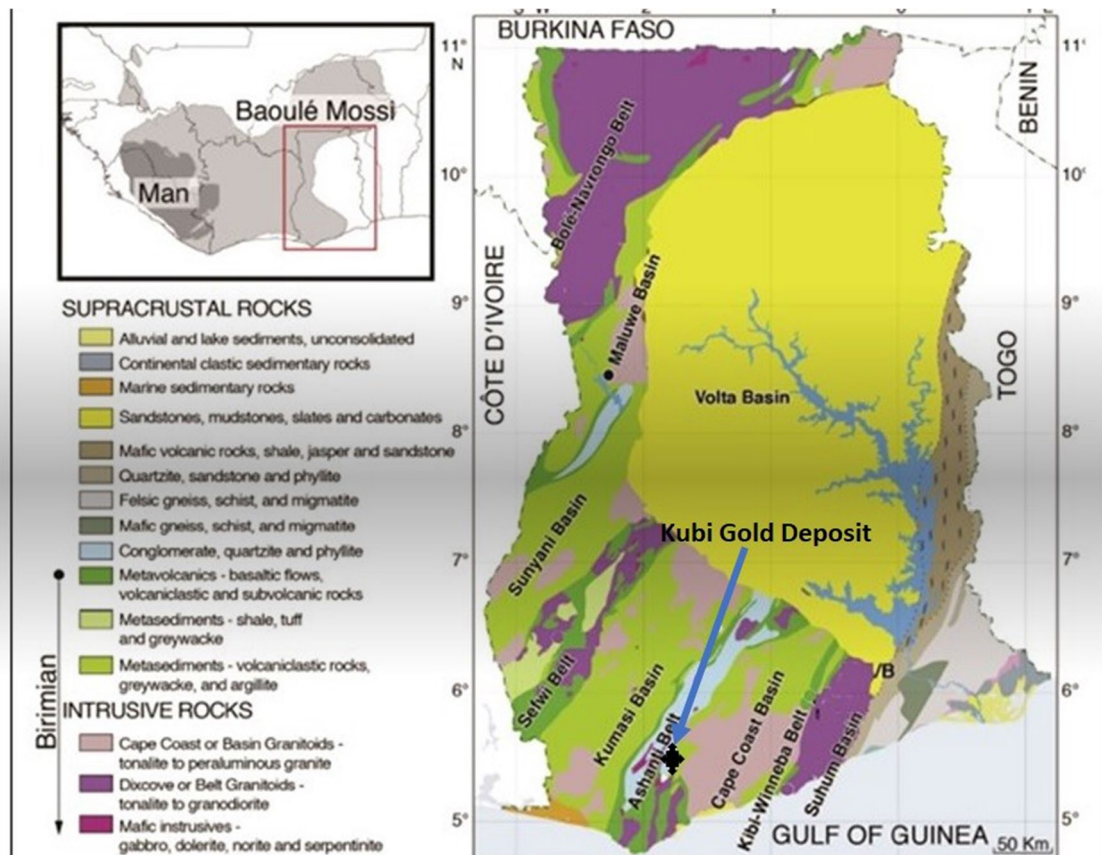 Baoulé Mossi
Man
SUPRACRUSTAL ROCKS
Alluvial and lake sediments, unconsolidated
Continental clastic sedimentary rocks
Marine sedimentary rocks
Sandstones, mudstones, slates and carbonates
Mafic volcanic rocks, shale, jasper and sandstone
Quartzite, sandstone and phyllite
Felsic gneiss, schist, and migmatite
Mafic gneiss, schist, and migmatite
Conglomerate, quartzite and phyllite
Metavolcanics - basaltic flows,
volcaniclastic and subvolcanic rocks
Metasediments - shale, tuff
and greywacke
Metasediments - volcaniclastic rocks,
greywacke, and argillite
Birimian
INTRUSIVE ROCKS
Cape Coast or Basin Granitoids -
tonalite to peraluminous granite
Dixcove or Belt Granitoids -
tonalite to granodiorite
Mafic instrusives -
gabbro, dolerite, norite and serpentinite
BURKINA FASO
BENIN
TOGO
CÔTE D'IVOIRE
GULF OF GUINEA
50 Km
11°
N
10°
9°
8°
7°
6°
5°
11°
10°
9°
8°
7°
6°
5°
Bolé-Navrongo Belt
Maluwe Basin
Volta Basin
Sunyani Basin
Kubi Gold Deposit
Sefwi Belt
Kumasi Basin
Ashanti Belt
Cape Coast Basin
Kibi-Winneba Belt
Suhum Basin
/B